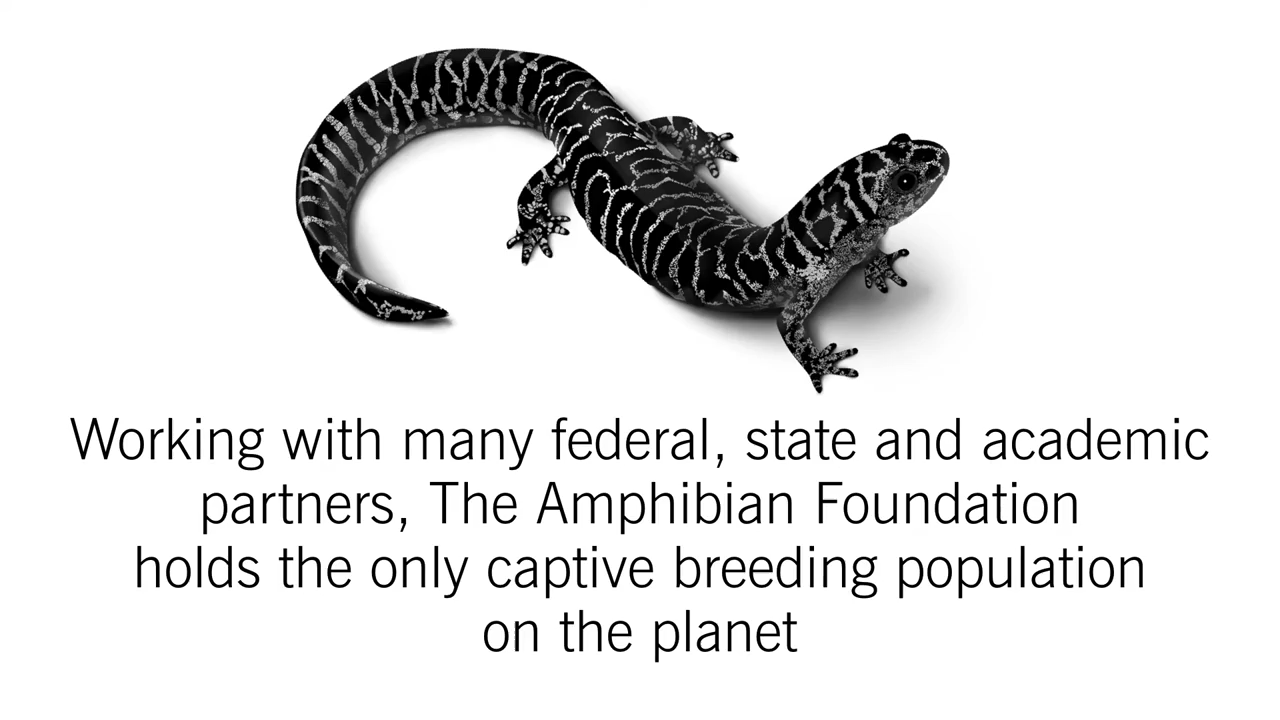 Working with many federal, state and academic
partners, The Amphibian Foundation
holds the only captive breeding population
on the planet